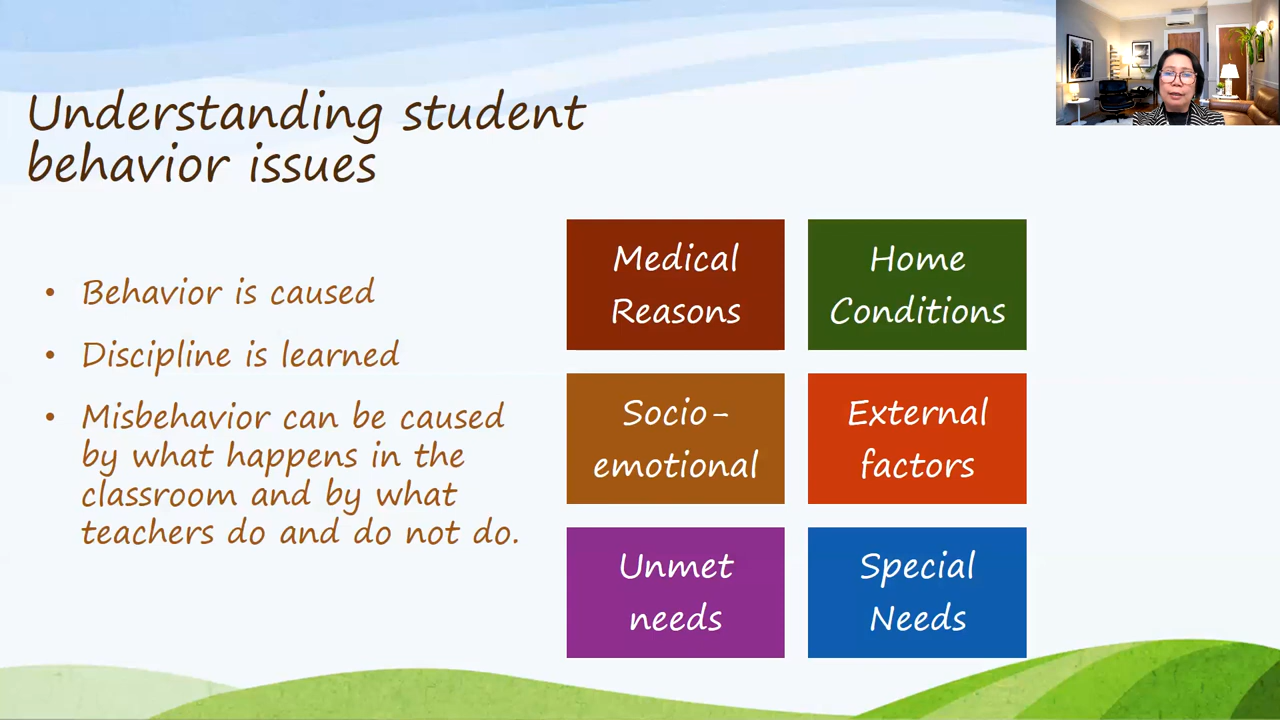 Understanding student
behavior issues
• Behavior is caused
• Discipline is learned
• Misbehavior can be caused
by what happens in the
classroom and by what
teachers do and do not do.
Medical
Reasons
Home
Conditions
Socio-
emotional
External
factors
Unmet
needs
Special
Needs